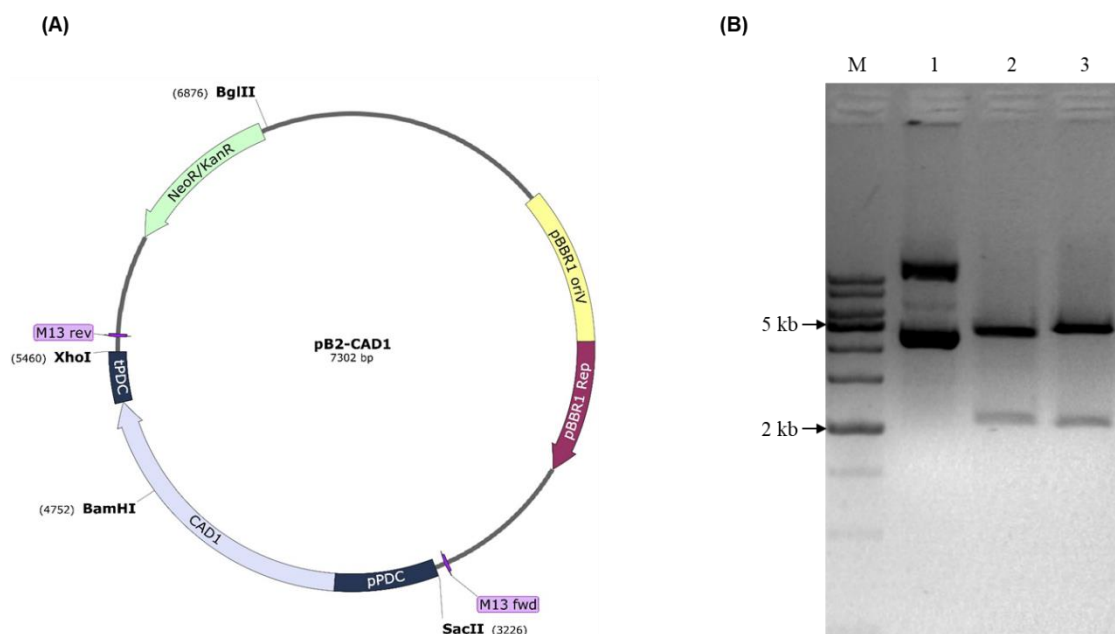 (A)
(6876) BglII
NeoR/KanR
pBBR1 oriV
M13 rev
(5460) XhoI
pB2-CAD1
7302 bp
tPDC
pBBR1 Rep
(4752) BamHI
CAD1
pPDC
M13 fwd
SacII (3226)
(B)
M 1 2 3
5 kb
2 kb